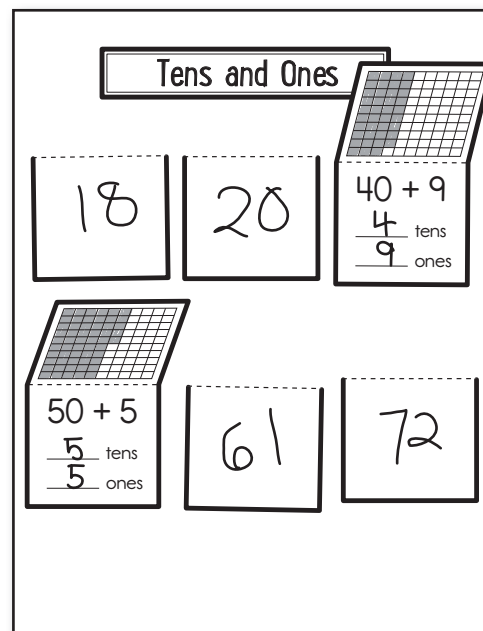 Tens and Ones
18
20
40 + 9
4 tens
9 ones
50 + 5
5 tens
5 ones
61
72